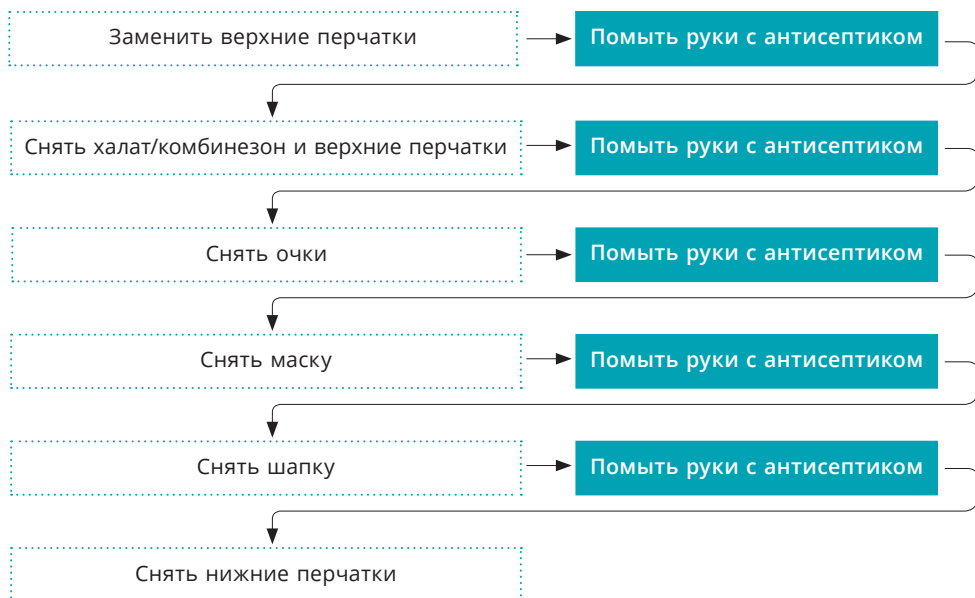 Заменить верхние перчатки
Помыть руки с антисептиком
Снять халат/комбинезон и верхние перчатки
Помыть руки с антисептиком
Снять очки
Помыть руки с антисептиком
Снять маску
Помыть руки с антисептиком
Снять шапку
Помыть руки с антисептиком
Снять нижние перчатки